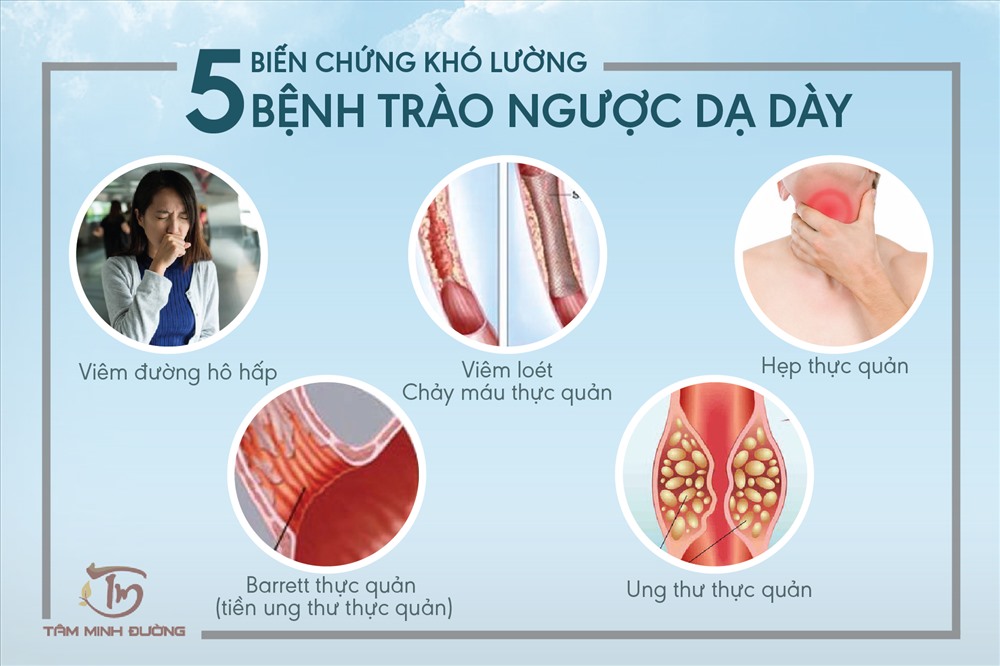 5 BIẾN CHỨNG KHÓ LƯỜNG
BỆNH TRÀO NGƯỢC DẠ DÀY
Viêm đường hô hấp
Viêm loét
Chảy máu thực quản
Hẹp thực quản
Barrett thực quản
(tiền ung thư thực quản)
Ung thư thực quản
Tm
TÂM MINH ĐƯỜNG